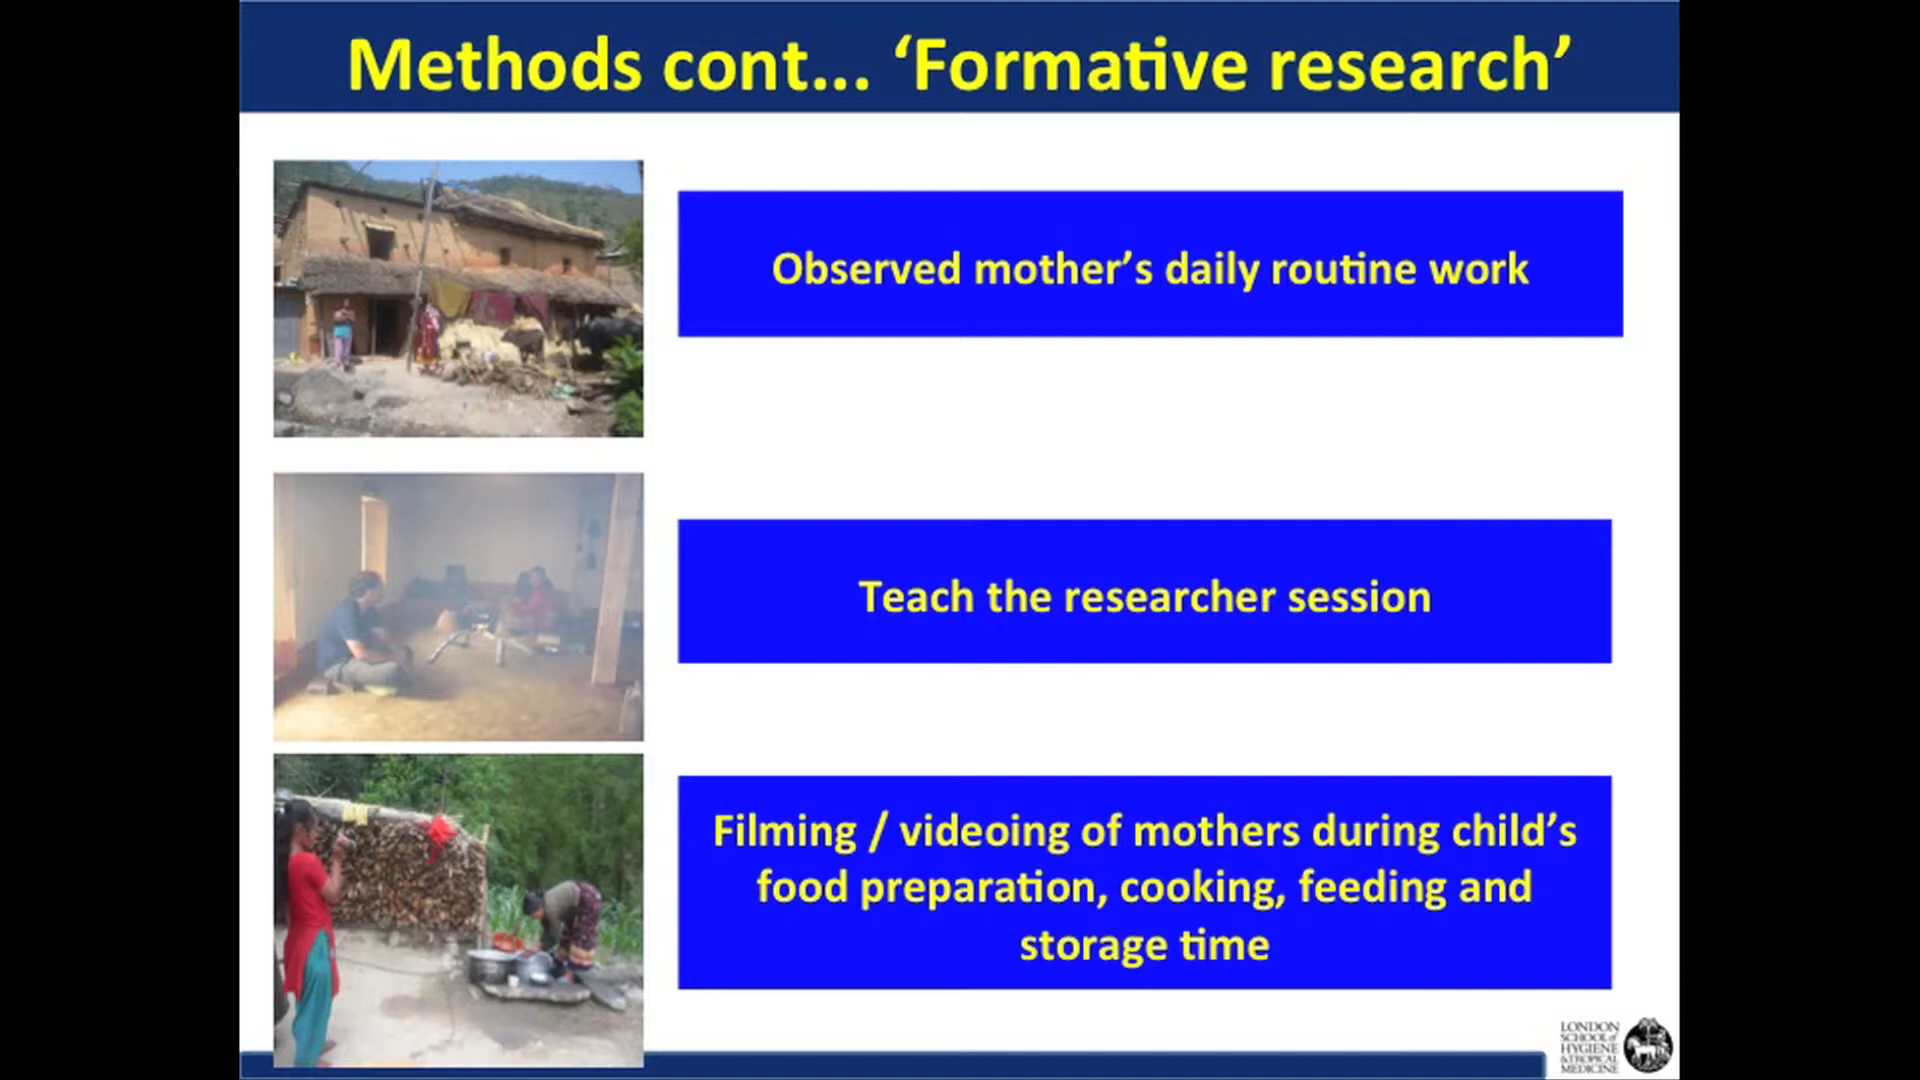 Methods cont... ‘Formative research’
Observed mother’s daily routine work
Teach the researcher session
Filming / videoing of mothers during child’s
food preparation, cooking, feeding and
storage time
LONDON
SCHOOL of
HYGIENE
& TROPICAL
MEDICINE